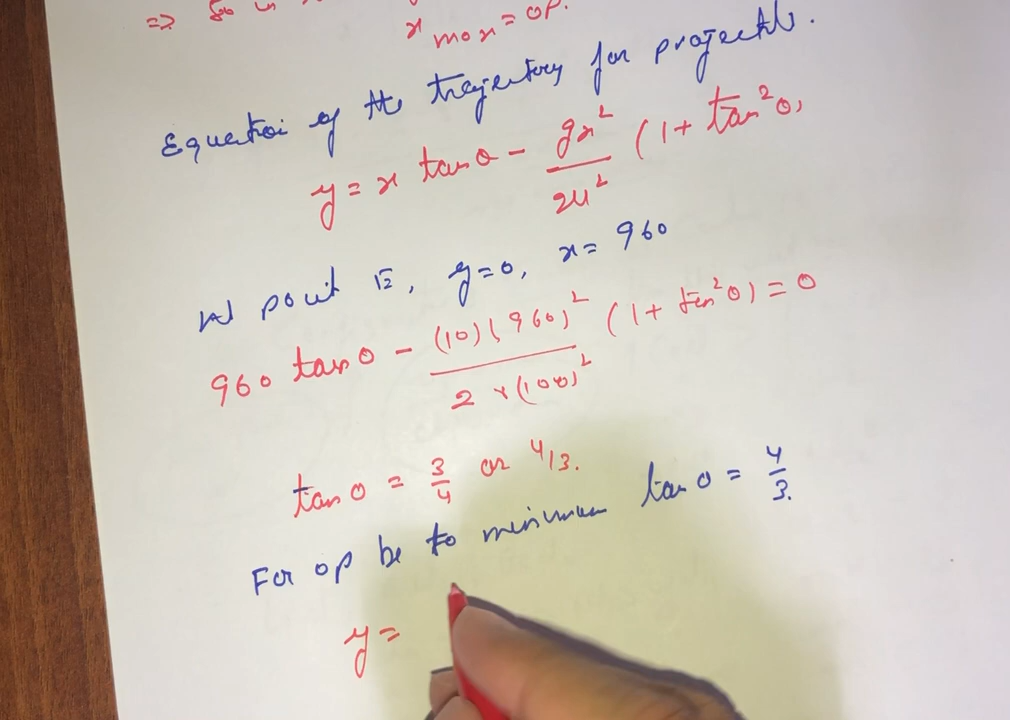 ⇒ So
x max = OP.
Equation of the trajectory for projectile.
y = x tan θ - gx² / 2u² (1 + tan²θ)
At point E, y=0, x= 960
960 tan θ - (10)(960)² / 2 × (100)² (1 + tan²θ) = 0
tan θ = 3/4 or 4/3.
For OP be to minimum tan θ = 4/3.
y =